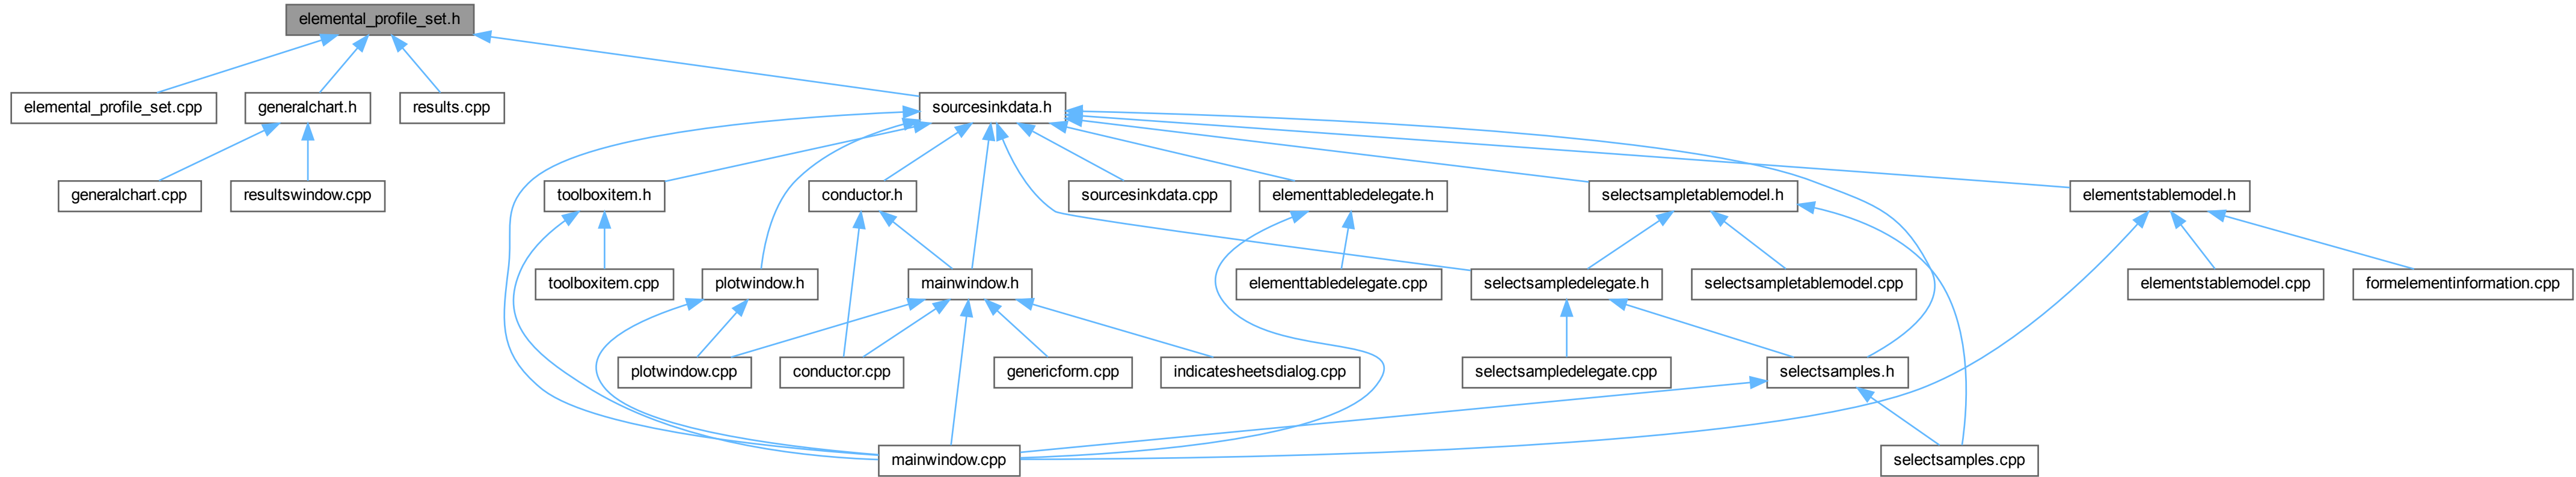 elemental_profile_set.h
elemental_profile_set.cpp
generalchart.h
results.cpp
sourcesinkdata.h
generalchart.cpp
resultswindow.cpp
toolboxitem.h
conductor.h
sourcesinkdata.cpp
elementtabledelegate.h
selectsampletablemodel.h
elementstablemodel.h
toolboxitem.cpp
plotwindow.h
mainwindow.h
elementtabledelegate.cpp
selectsampledelegate.h
selectsampletablemodel.cpp
elementstablemodel.cpp
formelementinformation.cpp
plotwindow.cpp
conductor.cpp
genericform.cpp
indicatesheetsdialog.cpp
selectsampledelegate.cpp
selectsamples.h
mainwindow.cpp
selectsamples.cpp